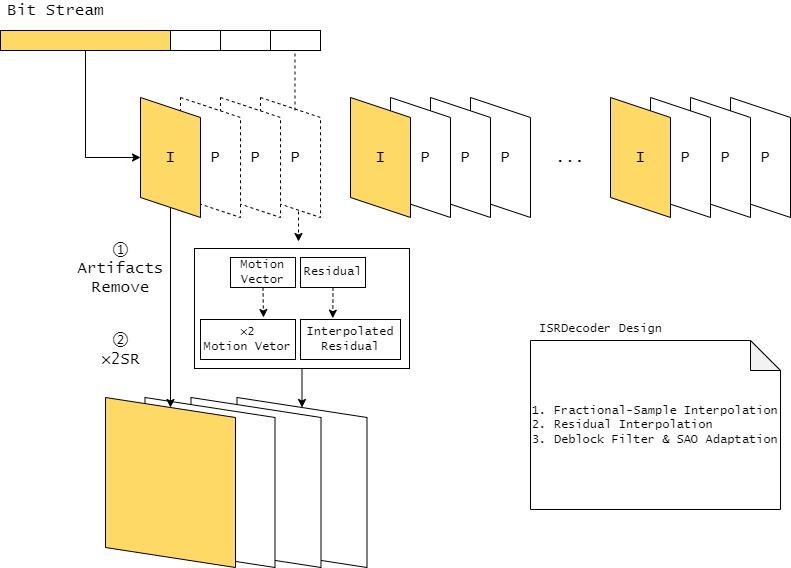 Bit Stream
I P P P I P P P ... I P P P
①
Artifacts
Remove
Motion
Vector
Residual
②
×2SR
×2
Motion Vetor
Interpolated
Residual
ISRDecoder Design
1. Fractional-Sample Interpolation
2. Residual Interpolation
3. Deblock Filter & SAO Adaptation